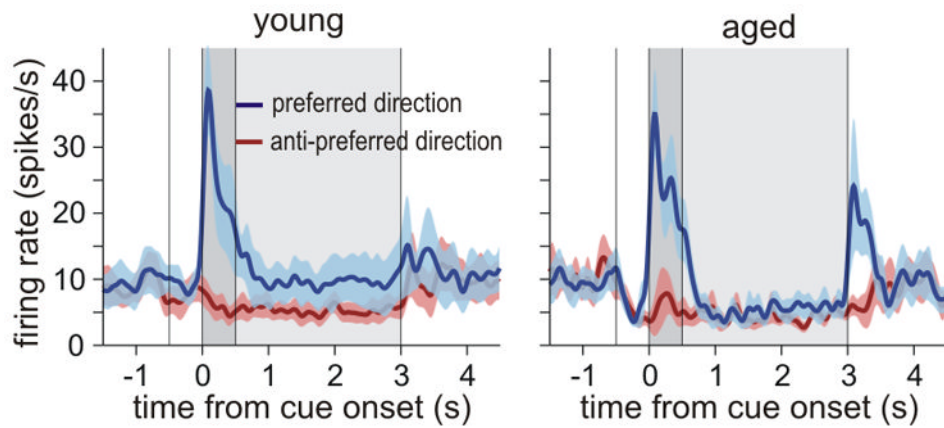 young
aged
firing rate (spikes/s)
40
30
20
10
0
preferred direction
anti-preferred direction
-1 0 1 2 3 4
-1 0 1 2 3 4
time from cue onset (s)
time from cue onset (s)